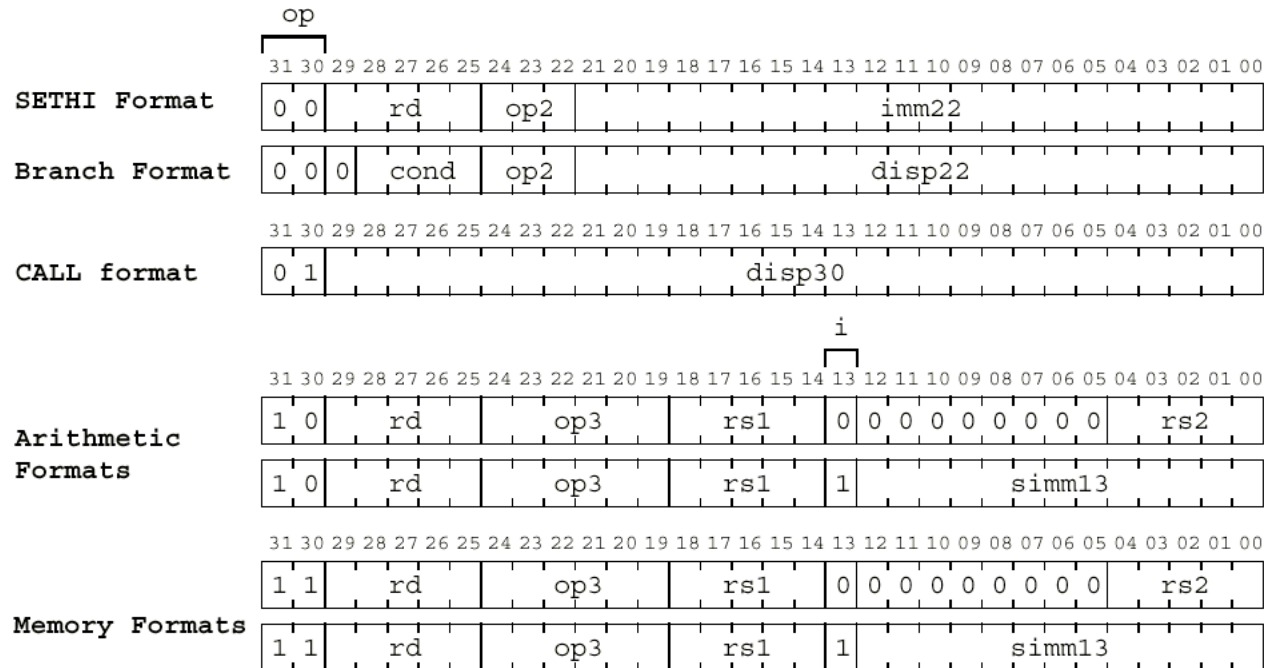 op
31 30 29 28 27 26 25 24 23 22 21 20 19 18 17 16 15 14 13 12 11 10 09 08 07 06 05 04 03 02 01 00
SETHI Format 0 0 rd op2 imm22
Branch Format 0 0 0 cond op2 disp22
31 30 29 28 27 26 25 24 23 22 21 20 19 18 17 16 15 14 13 12 11 10 09 08 07 06 05 04 03 02 01 00
CALL format 0 1 disp30
i
31 30 29 28 27 26 25 24 23 22 21 20 19 18 17 16 15 14 13 12 11 10 09 08 07 06 05 04 03 02 01 00
1 0 rd op3 rs1 0 0 0 0 0 0 0 0 0 rs2
Arithmetic
Formats
1 0 rd op3 rs1 1 simm13
31 30 29 28 27 26 25 24 23 22 21 20 19 18 17 16 15 14 13 12 11 10 09 08 07 06 05 04 03 02 01 00
1 1 rd op3 rs1 0 0 0 0 0 0 0 0 0 rs2
Memory Formats
1 1 rd op3 rs1 1 simm13